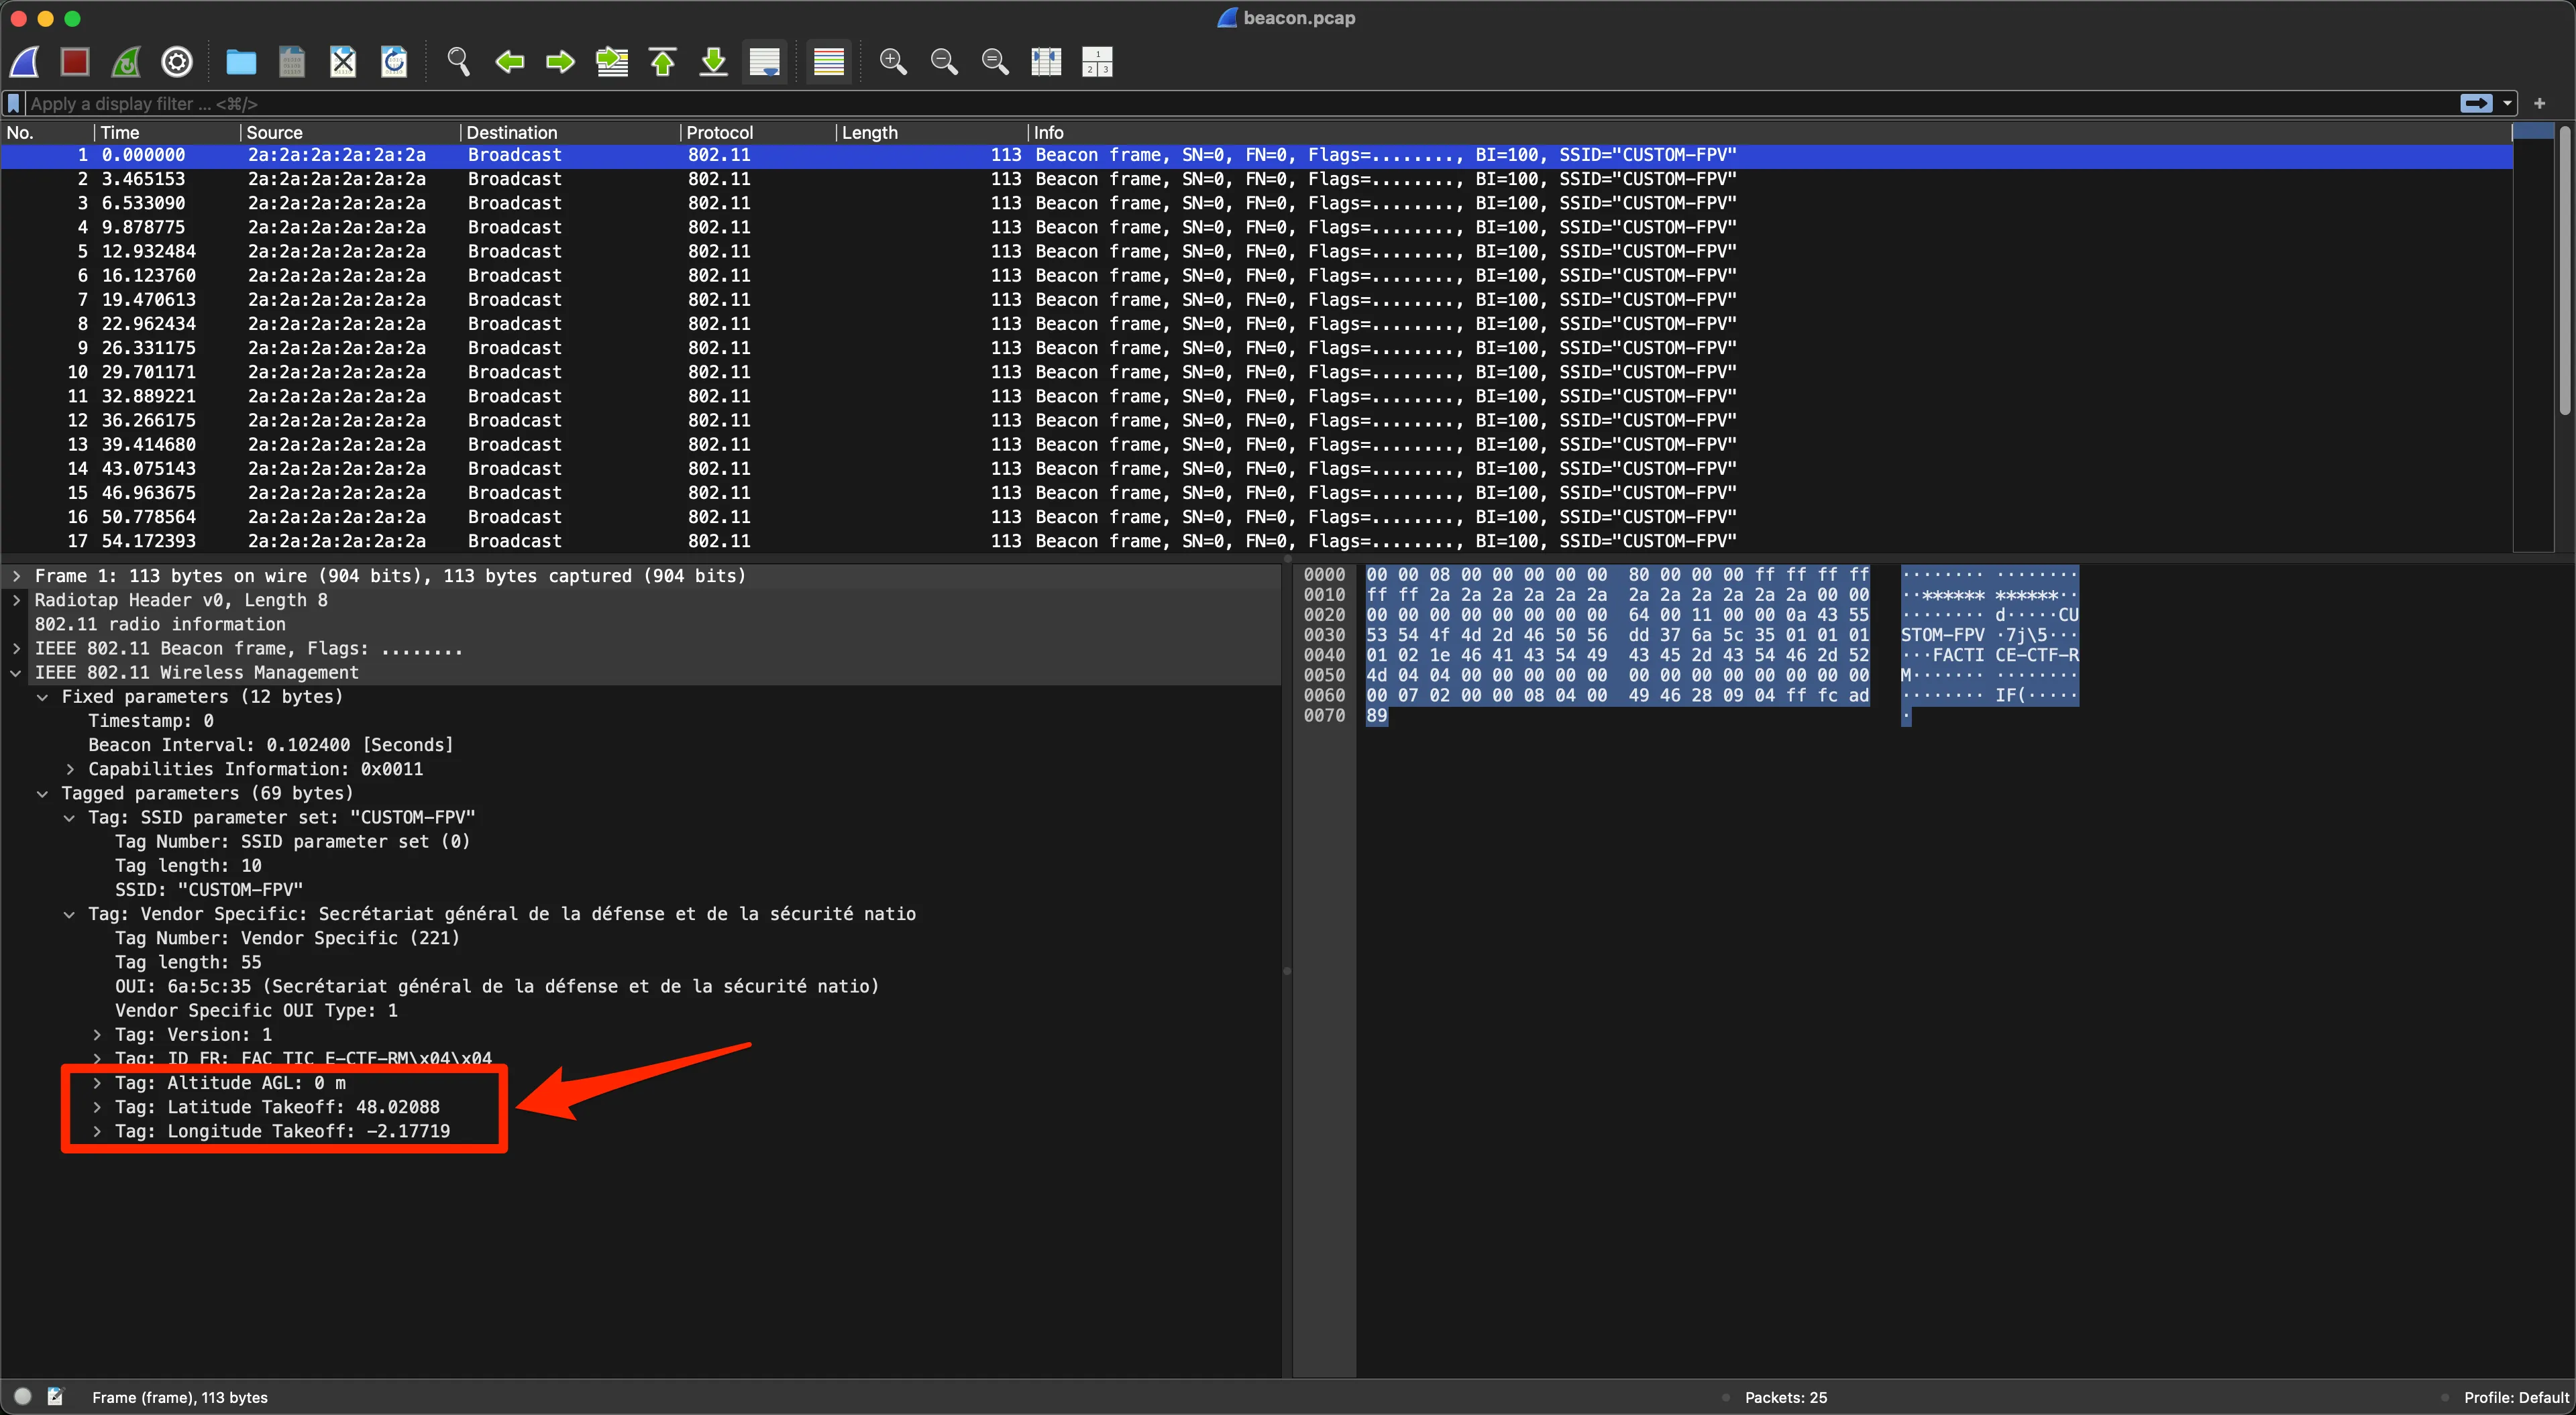 beacon.pcap
Apply a display filter ... <⌘/>
No. Time Source Destination Protocol Length Info
1 0.000000 2a:2a:2a:2a:2a:2a Broadcast 802.11 113 Beacon frame, SN=0, FN=0, Flags=........, BI=100, SSID="CUSTOM-FPV"
2 3.465153 2a:2a:2a:2a:2a:2a Broadcast 802.11 113 Beacon frame, SN=0, FN=0, Flags=........, BI=100, SSID="CUSTOM-FPV"
3 6.533090 2a:2a:2a:2a:2a:2a Broadcast 802.11 113 Beacon frame, SN=0, FN=0, Flags=........, BI=100, SSID="CUSTOM-FPV"
4 9.878775 2a:2a:2a:2a:2a:2a Broadcast 802.11 113 Beacon frame, SN=0, FN=0, Flags=........, BI=100, SSID="CUSTOM-FPV"
5 12.932484 2a:2a:2a:2a:2a:2a Broadcast 802.11 113 Beacon frame, SN=0, FN=0, Flags=........, BI=100, SSID="CUSTOM-FPV"
6 16.123760 2a:2a:2a:2a:2a:2a Broadcast 802.11 113 Beacon frame, SN=0, FN=0, Flags=........, BI=100, SSID="CUSTOM-FPV"
7 19.470613 2a:2a:2a:2a:2a:2a Broadcast 802.11 113 Beacon frame, SN=0, FN=0, Flags=........, BI=100, SSID="CUSTOM-FPV"
8 22.962434 2a:2a:2a:2a:2a:2a Broadcast 802.11 113 Beacon frame, SN=0, FN=0, Flags=........, BI=100, SSID="CUSTOM-FPV"
9 26.331175 2a:2a:2a:2a:2a:2a Broadcast 802.11 113 Beacon frame, SN=0, FN=0, Flags=........, BI=100, SSID="CUSTOM-FPV"
10 29.701171 2a:2a:2a:2a:2a:2a Broadcast 802.11 113 Beacon frame, SN=0, FN=0, Flags=........, BI=100, SSID="CUSTOM-FPV"
11 32.889221 2a:2a:2a:2a:2a:2a Broadcast 802.11 113 Beacon frame, SN=0, FN=0, Flags=........, BI=100, SSID="CUSTOM-FPV"
12 36.266175 2a:2a:2a:2a:2a:2a Broadcast 802.11 113 Beacon frame, SN=0, FN=0, Flags=........, BI=100, SSID="CUSTOM-FPV"
13 39.414680 2a:2a:2a:2a:2a:2a Broadcast 802.11 113 Beacon frame, SN=0, FN=0, Flags=........, BI=100, SSID="CUSTOM-FPV"
14 43.075143 2a:2a:2a:2a:2a:2a Broadcast 802.11 113 Beacon frame, SN=0, FN=0, Flags=........, BI=100, SSID="CUSTOM-FPV"
15 46.963675 2a:2a:2a:2a:2a:2a Broadcast 802.11 113 Beacon frame, SN=0, FN=0, Flags=........, BI=100, SSID="CUSTOM-FPV"
16 50.778564 2a:2a:2a:2a:2a:2a Broadcast 802.11 113 Beacon frame, SN=0, FN=0, Flags=........, BI=100, SSID="CUSTOM-FPV"
17 54.172393 2a:2a:2a:2a:2a:2a Broadcast 802.11 113 Beacon frame, SN=0, FN=0, Flags=........, BI=100, SSID="CUSTOM-FPV"
Frame 1: 113 bytes on wire (904 bits), 113 bytes captured (904 bits)
Radiotap Header v0, Length 8
802.11 radio information
IEEE 802.11 Beacon frame, Flags: ........
IEEE 802.11 Wireless Management
Fixed parameters (12 bytes)
Timestamp: 0
Beacon Interval: 0.102400 [Seconds]
Capabilities Information: 0x0011
Tagged parameters (69 bytes)
Tag: SSID parameter set: "CUSTOM-FPV"
Tag Number: SSID parameter set (0)
Tag length: 10
SSID: "CUSTOM-FPV"
Tag: Vendor Specific: Secrétariat général de la défense et de la sécurité natio
Tag Number: Vendor Specific (221)
Tag length: 55
OUI: 6a:5c:35 (Secrétariat général de la défense et de la sécurité natio)
Vendor Specific OUI Type: 1
Tag: Version: 1
Tag: ID FR: FAC TIC E-CTF-RM\x04\x04
Tag: Altitude AGL: 0 m
Tag: Latitude Takeoff: 48.02088
Tag: Longitude Takeoff: -2.17719
0000 00 00 08 00 00 00 00 00 80 00 00 00 ff ff ff ff ········ ········
0010 ff ff 2a 2a 2a 2a 2a 2a 2a 2a 2a 2a 2a 2a 00 00 ··****** ******··
0020 00 00 00 00 00 00 00 00 64 00 11 00 00 0a 43 55 ········ d·····CU
0030 53 54 4f 4d 2d 46 50 56 dd 37 6a 5c 35 01 01 01 STOM-FPV ·7j\5···
0040 01 02 1e 46 41 43 54 49 43 45 2d 43 54 46 2d 52 ···FACTI CE-CTF-R
0050 4d 04 04 00 00 00 00 00 00 00 00 00 00 00 00 00 M······· ········
0060 00 07 02 00 00 08 04 00 49 46 28 09 04 ff fc ad ········ IF(·····
0070 89 ·
Frame (frame), 113 bytes
Packets: 25
Profile: Default